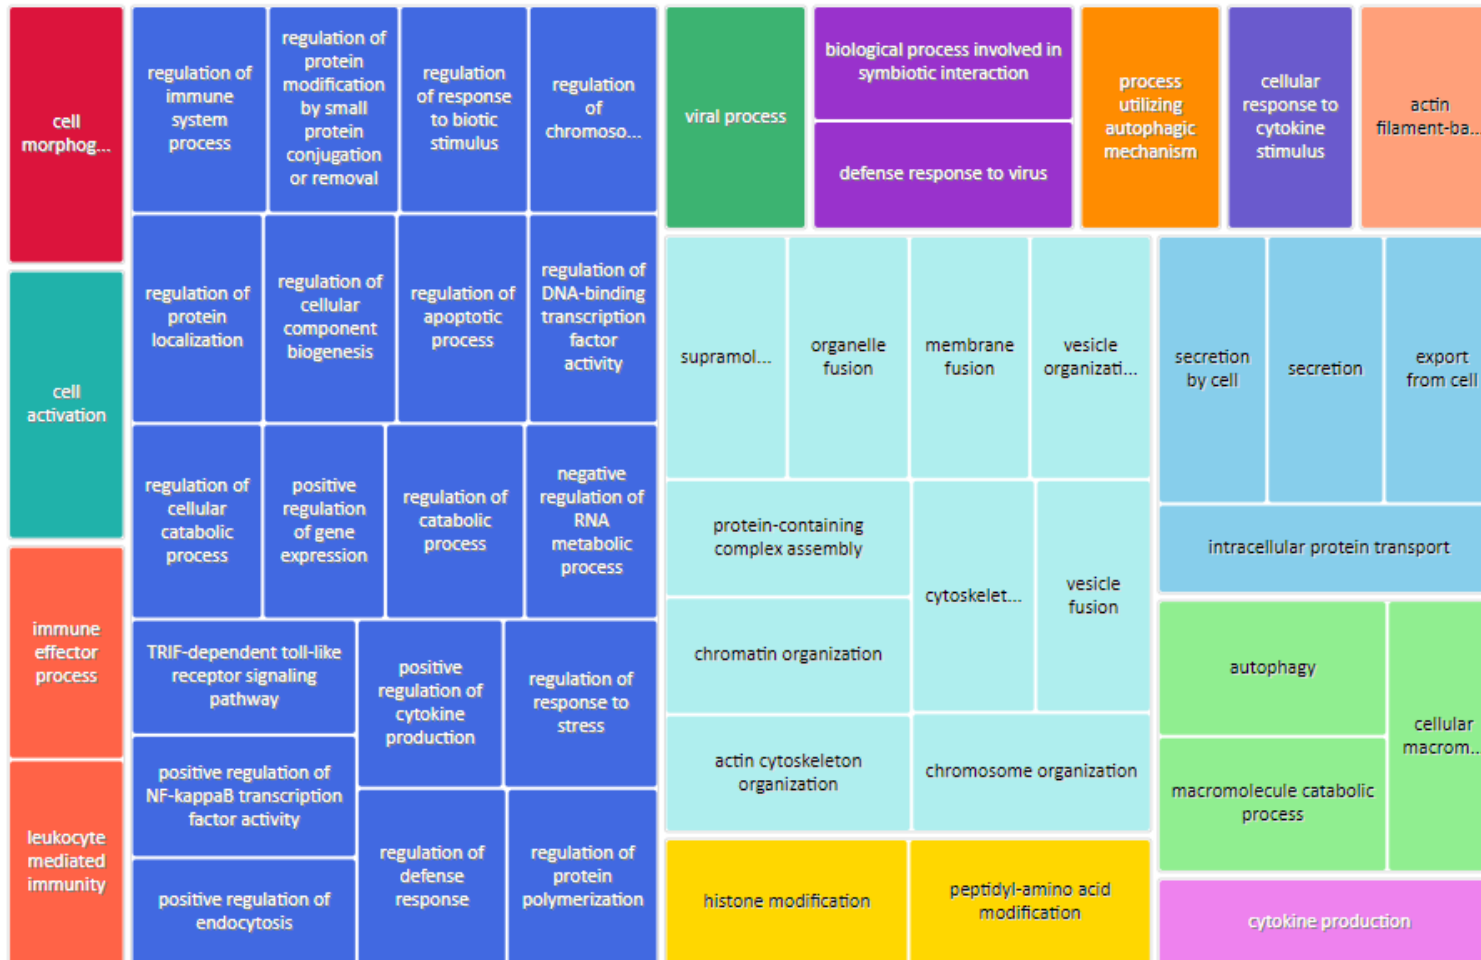 cell
morphog...
cell
activation
immune
effector
process
leukocyte
mediated
immunity
regulation of
immune
system
process
regulation of
protein
modification
by small
protein
conjugation
or removal
regulation
of response
to biotic
stimulus
regulation
of
chromoso...
regulation of
protein
localization
regulation of
cellular
component
biogenesis
regulation of
apoptotic
process
regulation of
DNA-binding
transcription
factor
activity
regulation of
cellular
catabolic
process
positive
regulation
of gene
expression
regulation of
catabolic
process
negative
regulation of
RNA
metabolic
process
TRIF-dependent toll-like
receptor signaling
pathway
positive regulation of
NF-kappaB transcription
factor activity
positive regulation of
endocytosis
positive
regulation of
cytokine
production
regulation of
response to
stress
regulation of
defense
response
regulation of
protein
polymerization
viral process
biological process involved in
symbiotic interaction
defense response to virus
process
utilizing
autophagic
mechanism
cellular
response to
cytokine
stimulus
actin
filament-ba...
supramol...
organelle
fusion
membrane
fusion
vesicle
organizati...
protein-containing
complex assembly
chromatin organization
actin cytoskeleton
organization
cytoskelet...
vesicle
fusion
chromosome organization
histone modification
peptidyl-amino acid
modification
secretion
by cell
secretion
export
from cell
intracellular protein transport
autophagy
macromolecule catabolic
process
cellular
macrom...
cytokine production